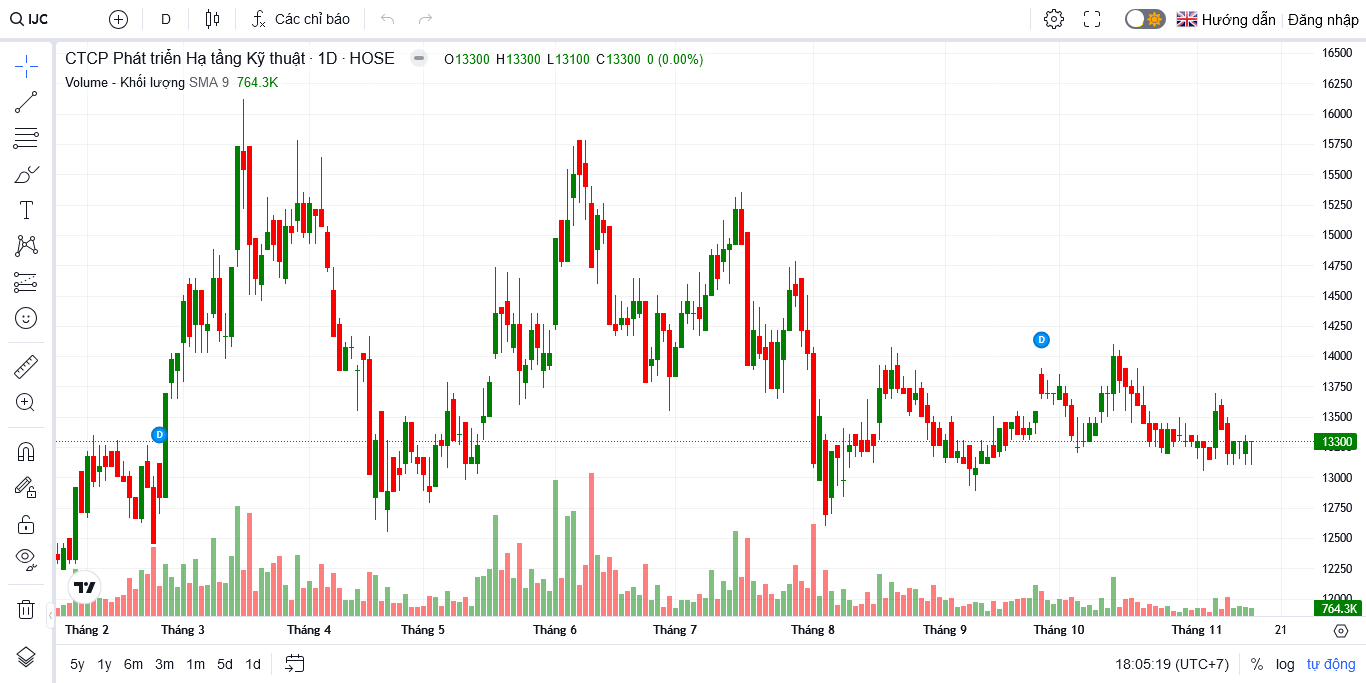 IJC D Các chỉ báo Hướng dẫn Đăng nhập
CTCP Phát triển Hạ tầng Kỹ thuật · 1D · HOSE O13300 H13300 L13100 C13300 0 (0.00%)
Volume - Khối lượng SMA 9 764.3K
16500
16250
16000
15750
15500
15250
15000
14750
14500
14250
14000
D
13750
13500
D
13300
13000
12750
12500
12250
12000
764.3K
Tháng 2 Tháng 3 Tháng 4 Tháng 5 Tháng 6 Tháng 7 Tháng 8 Tháng 9 Tháng 10 Tháng 11 21
5y 1y 6m 3m 1m 5d 1d 18:05:19 (UTC+7) % log tự động